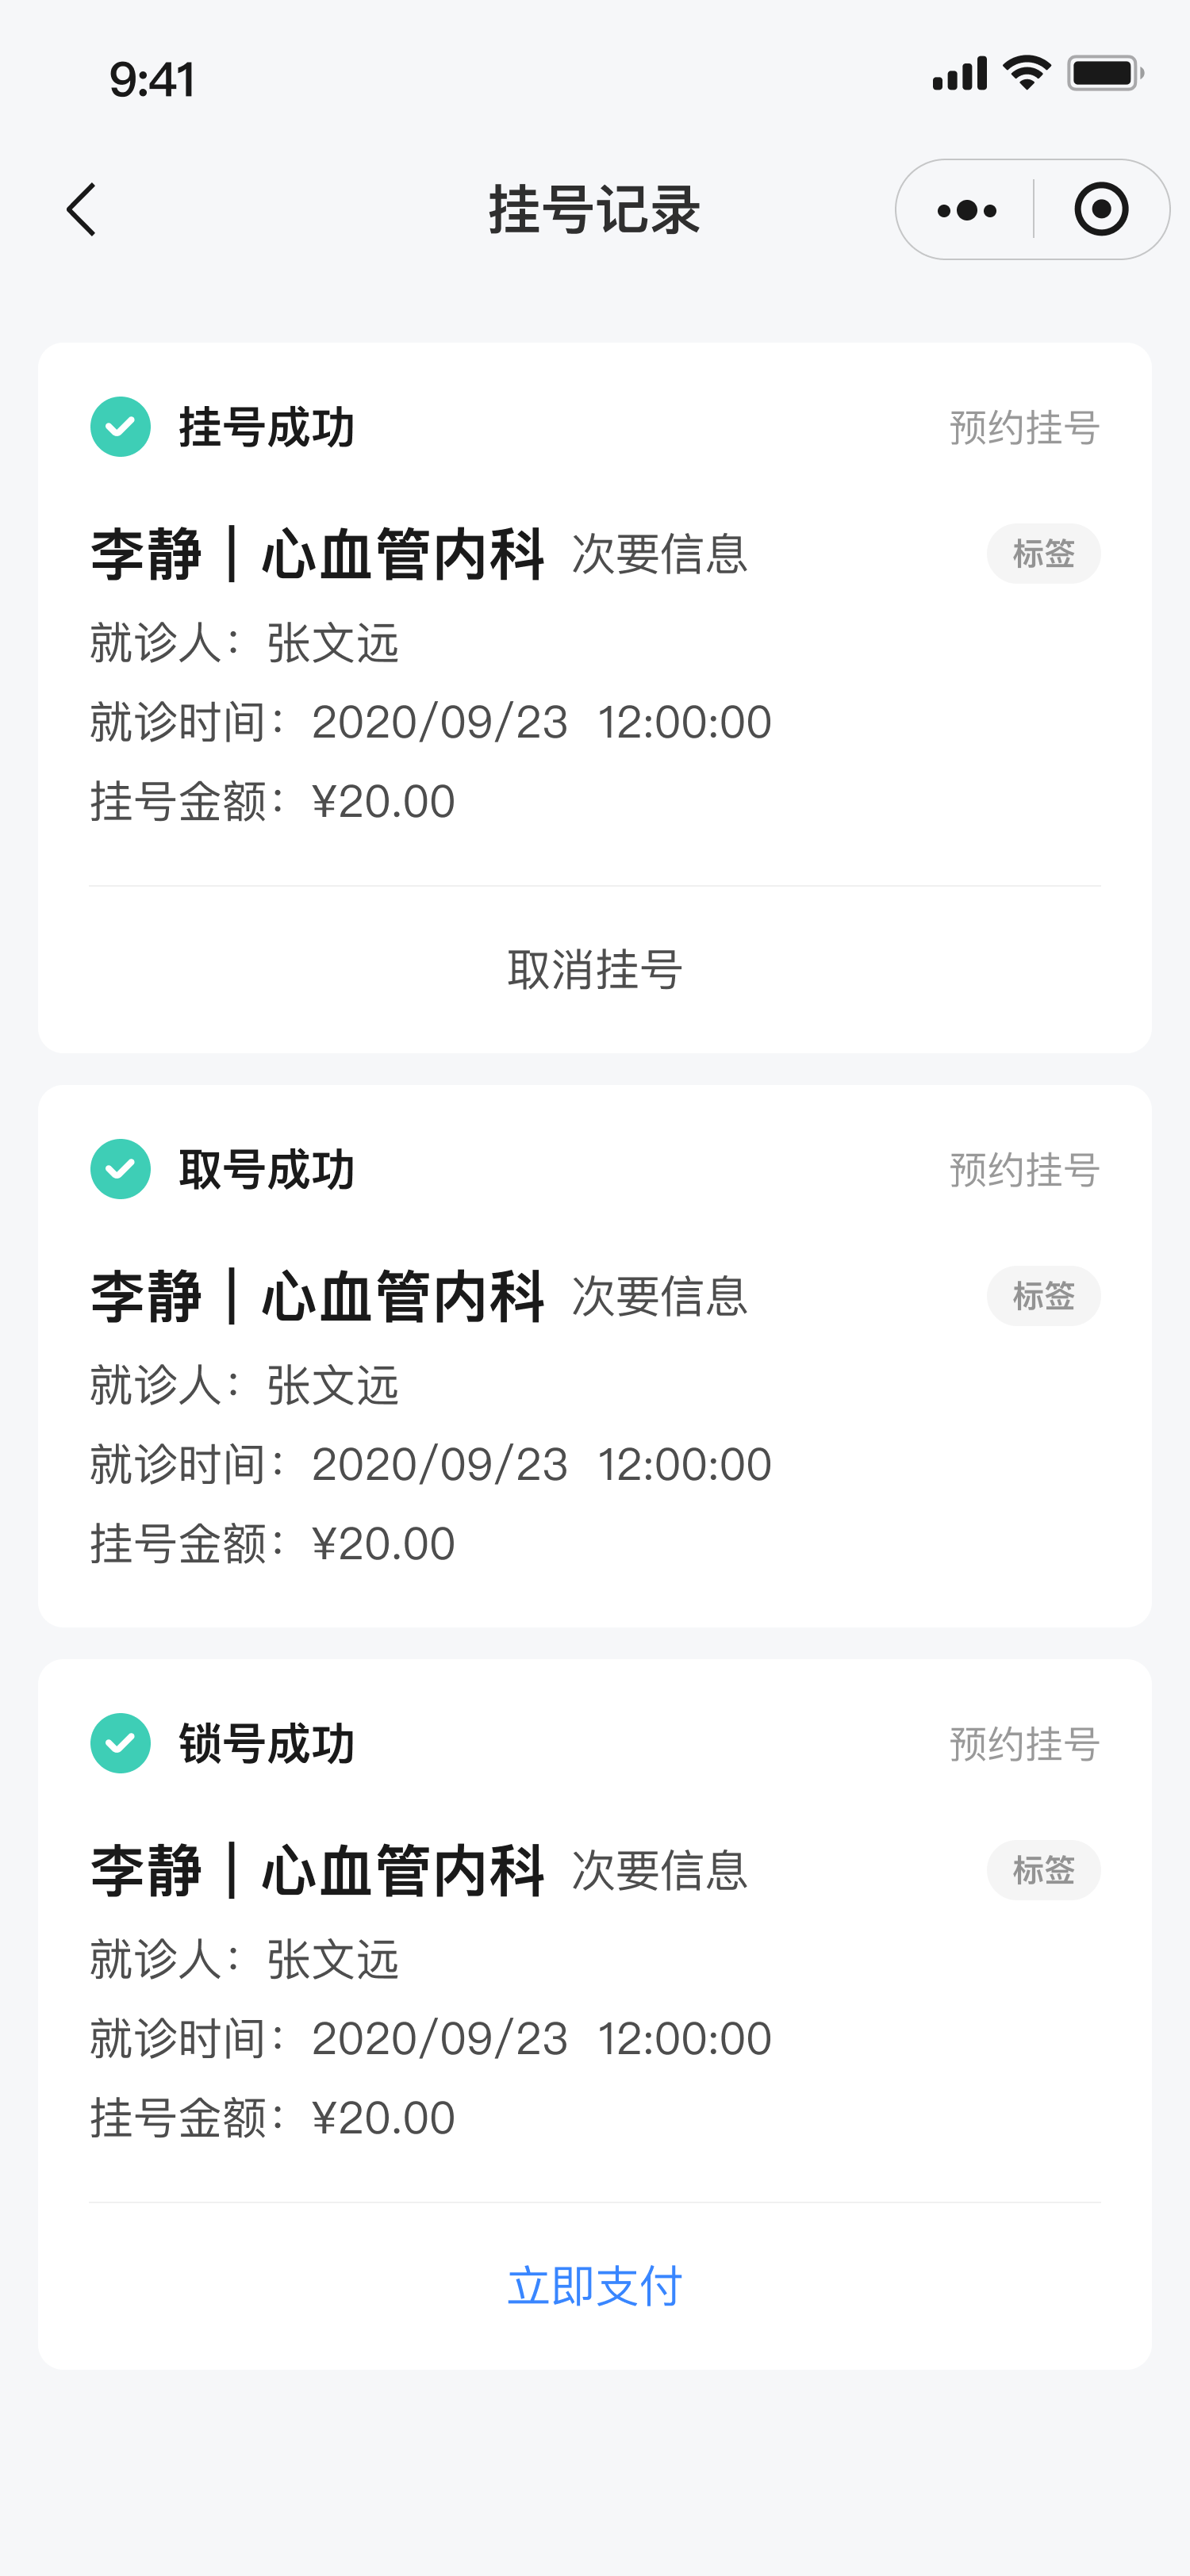 9:41
挂号记录
挂号成功 预约挂号
李静｜心血管内科 次要信息 标签
就诊人：张文远
就诊时间：2020/09/23 12:00:00
挂号金额：¥20.00
取消挂号
取号成功 预约挂号
李静｜心血管内科 次要信息 标签
就诊人：张文远
就诊时间：2020/09/23 12:00:00
挂号金额：¥20.00
锁号成功 预约挂号
李静｜心血管内科 次要信息 标签
就诊人：张文远
就诊时间：2020/09/23 12:00:00
挂号金额：¥20.00
立即支付